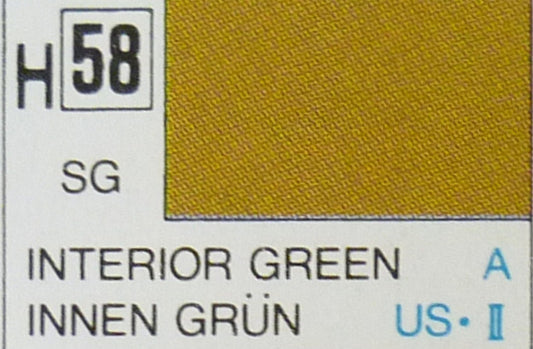 H 58
SG
INTERIOR GREEN A
INNEN GRÜN US・Ⅱ